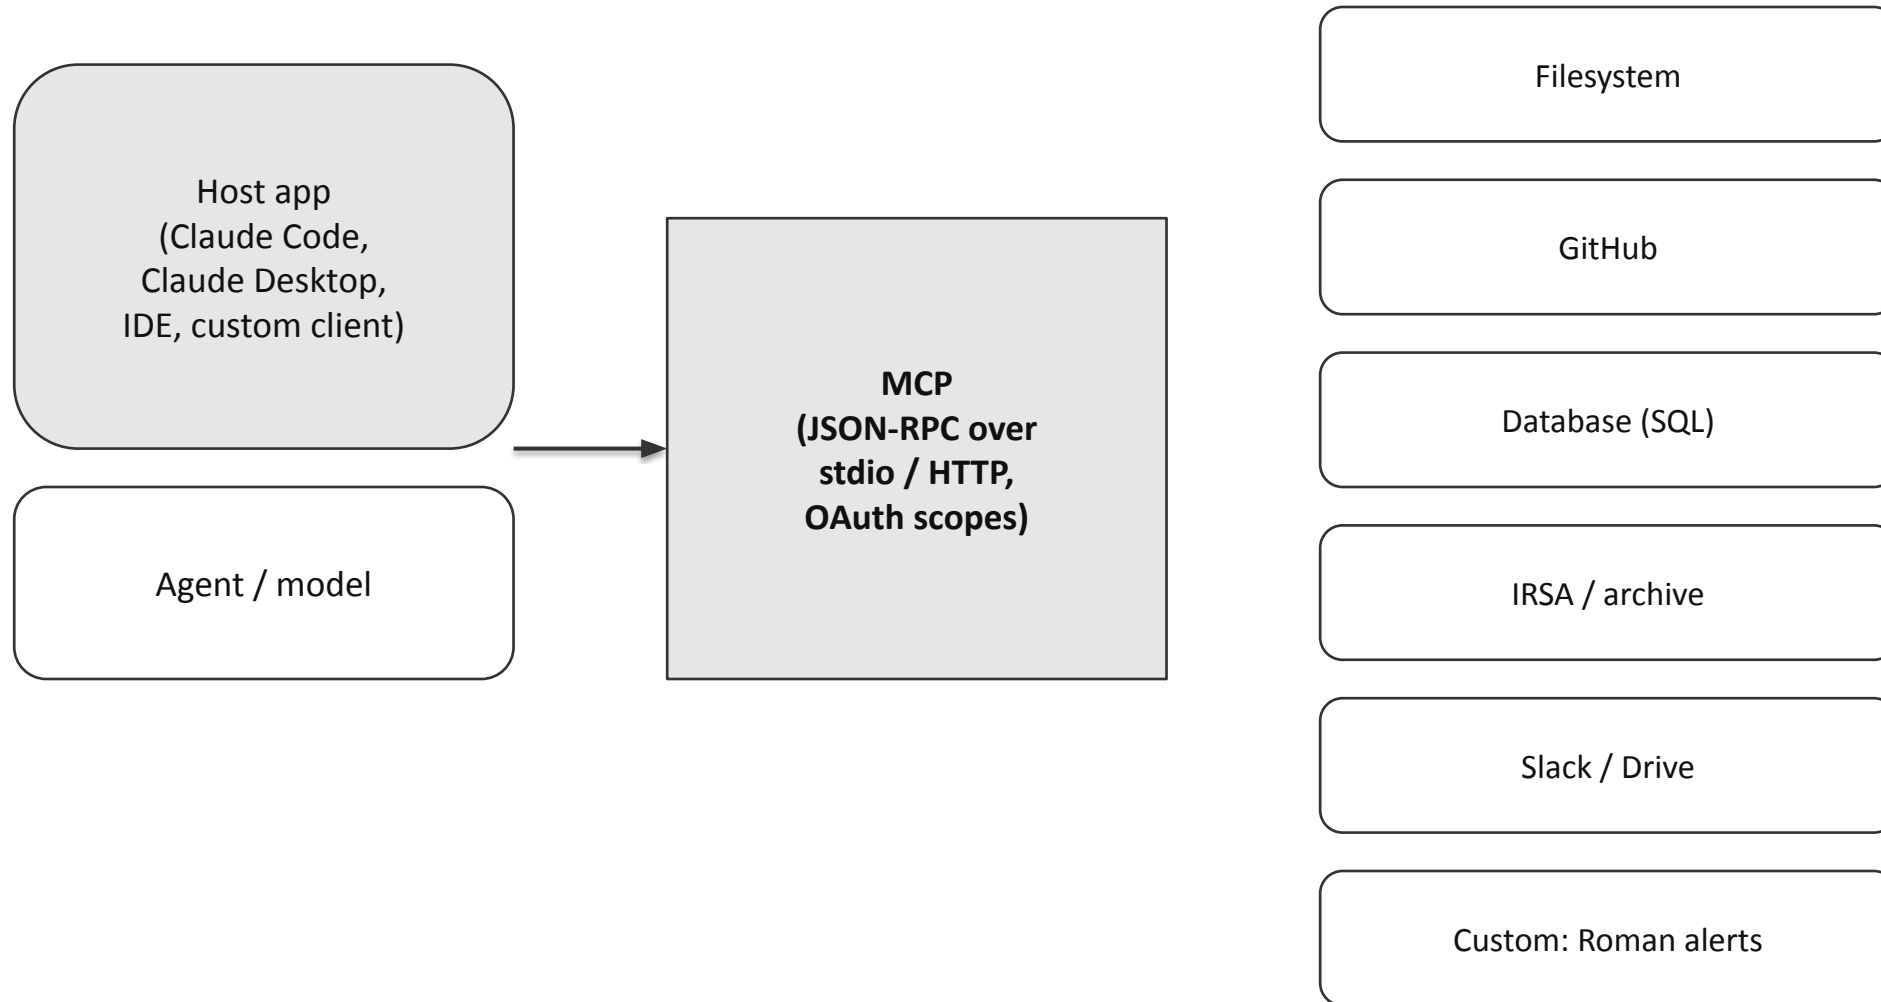 Host app
(Claude Code,
Claude Desktop,
IDE, custom client)
Agent / model
MCP
(JSON-RPC over
stdio / HTTP,
OAuth scopes)
Filesystem
GitHub
Database (SQL)
IRSA / archive
Slack / Drive
Custom: Roman alerts